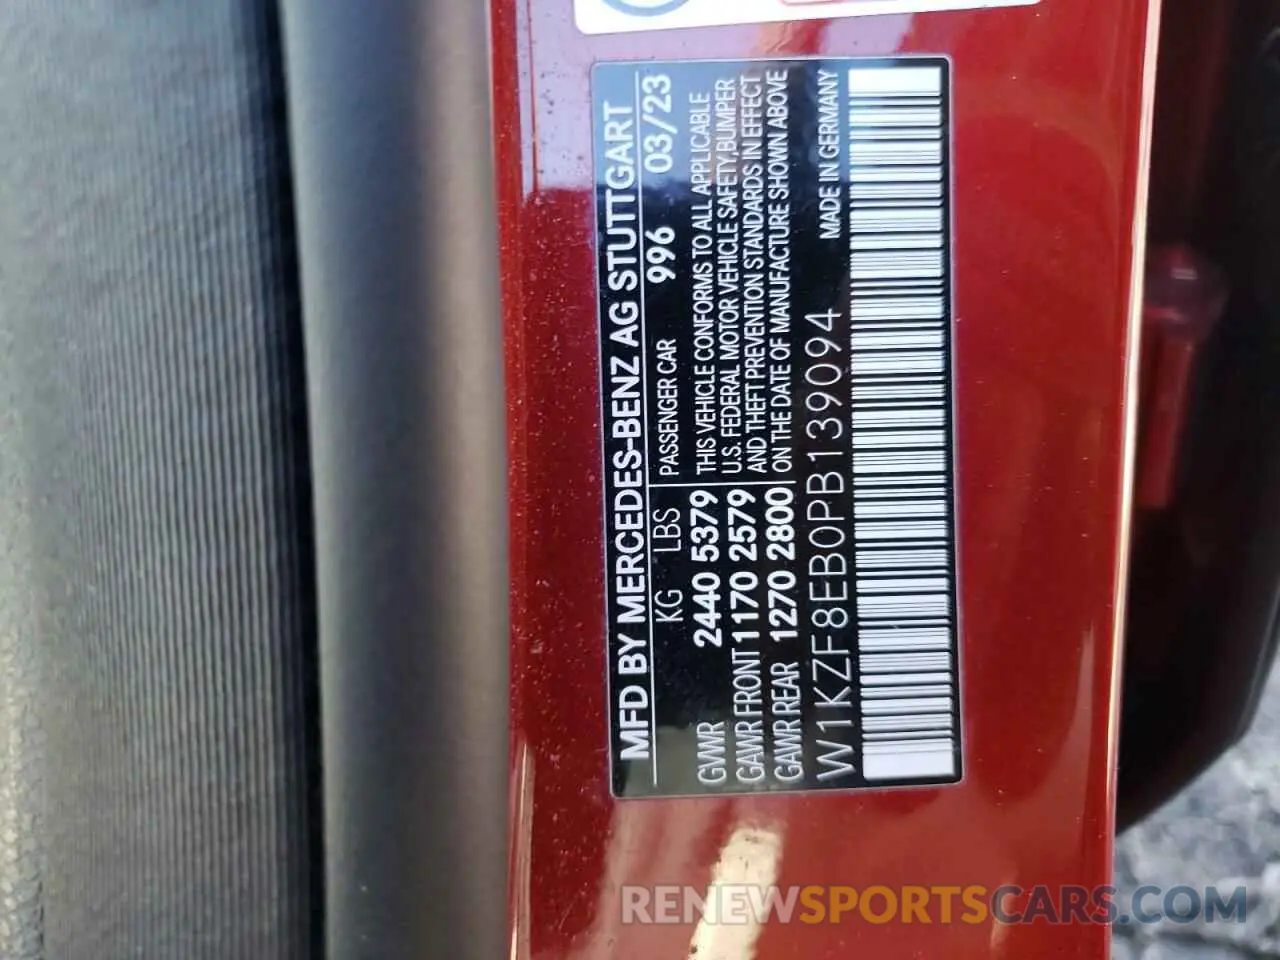 MFD BY MERCEDES-BENZ AG STUTTGART
KG LBS PASSENGER CAR 996 03/23
GVWR 2440 5379 THIS VEHICLE CONFORMS TO ALL APPLICABLE
GAWR FRONT 1170 2579 U.S. FEDERAL MOTOR VEHICLE SAFETY,BUMPER
AND THEFT PREVENTION STANDARDS IN EFFECT
GAWR REAR 1270 2800 ON THE DATE OF MANUFACTURE SHOWN ABOVE
W1KZF8EB0PB139094 MADE IN GERMANY
RENEWSPORTSCARS.COM